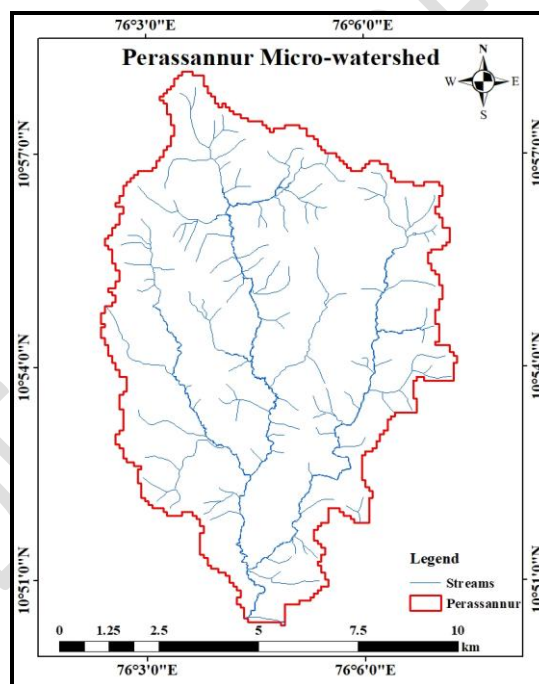 76°3'0"E 76°6'0"E
Perassannur Micro-watershed
N
W E
S
10°57'0"N 10°57'0"N
10°54'0"N 10°54'0"N
10°51'0"N 10°51'0"N
Legend
Streams
Perassannur
0 1.25 2.5 5 7.5 10
km
76°3'0"E 76°6'0"E